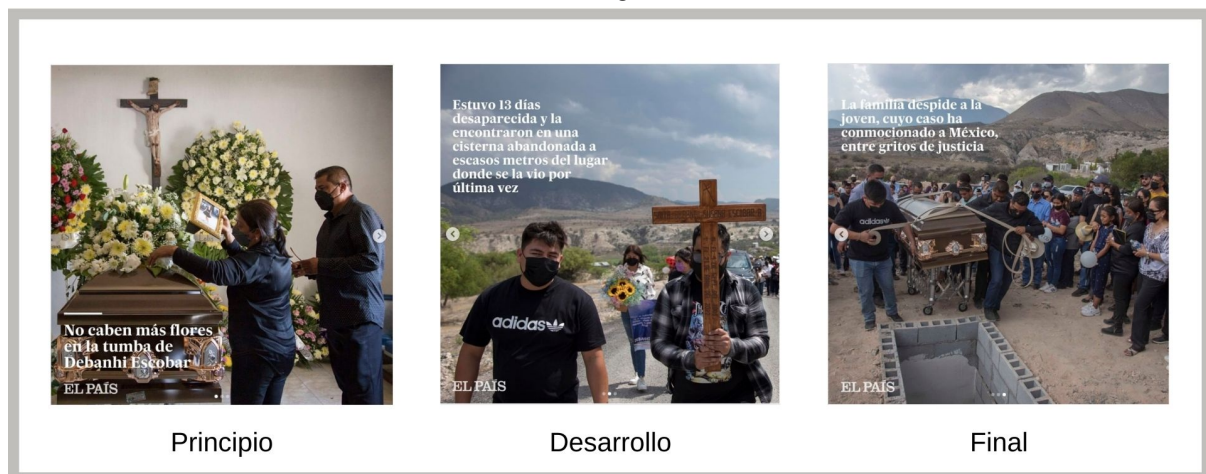 No caben más flores
en la tumba de
Debanhi Escobar
EL PAÍS
Principio
Estuvo 13 días
desaparecida y la
encontraron en una
cisterna abandonada a
escasos metros del lugar
donde se la vio por
última vez
adidas
EL PAÍS
Desarrollo
La familia despide a la
joven, cuyo caso ha
conmocionado a México,
entre gritos de justicia
adidas
EL PAÍS
Final